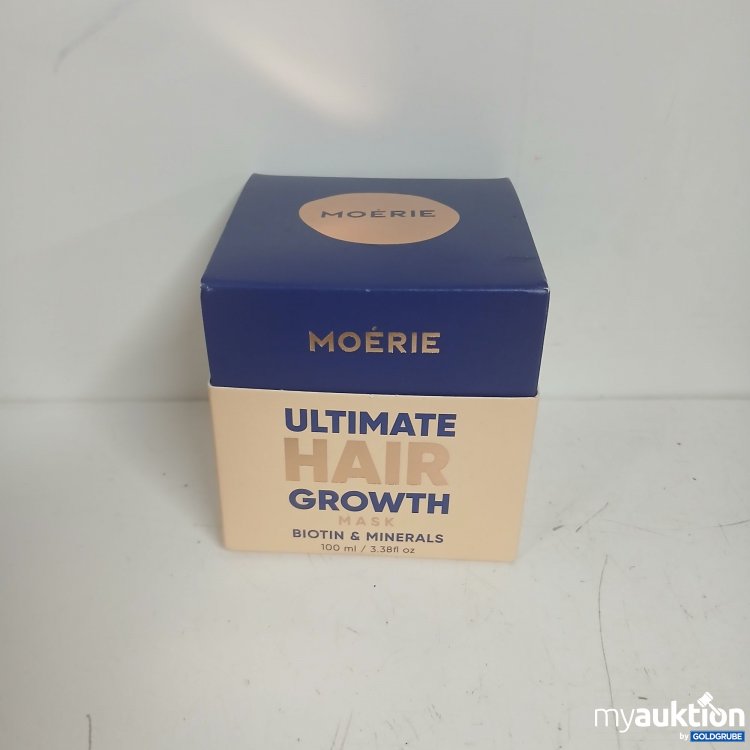 MOÉRIE
MOÉRIE
ULTIMATE
HAIR
GROWTH
MASK
BIOTIN & MINERALS
100 ml / 3.38fl oz
myauktion
by GOLDGRUBE